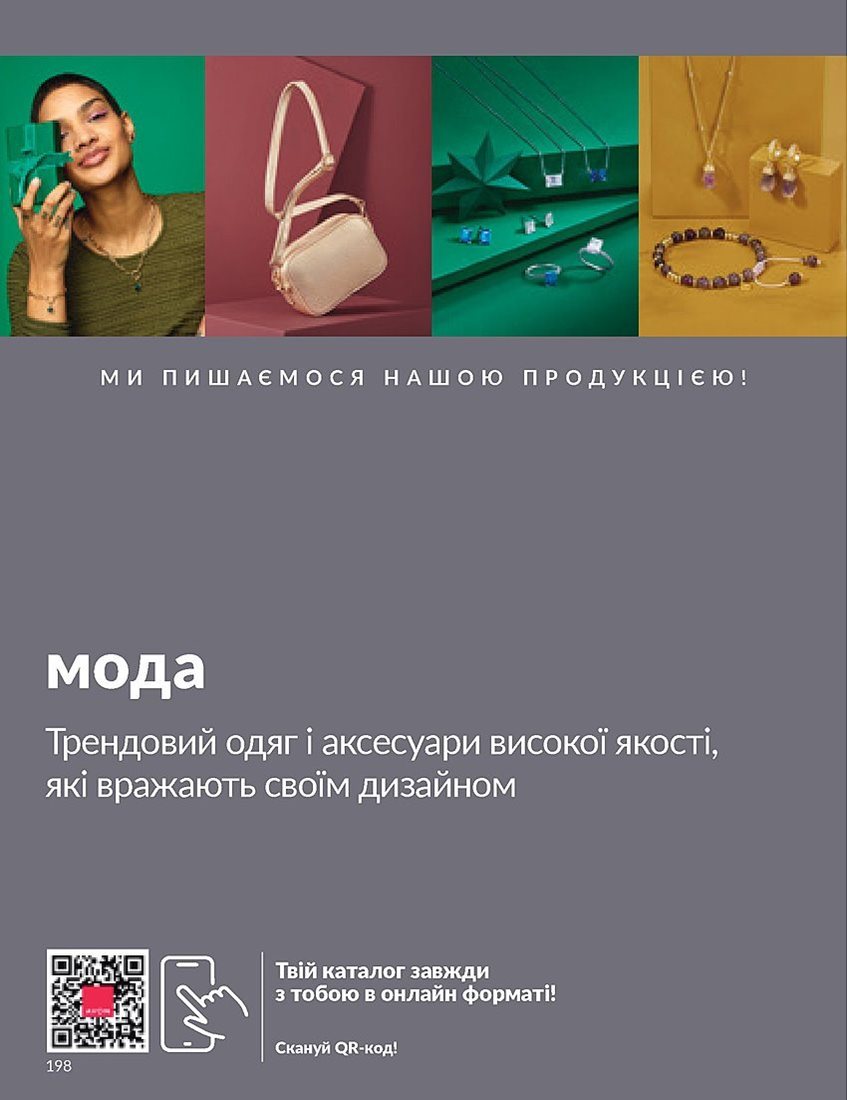 МИ ПИШАЄМОСЯ НАШОЮ ПРОДУКЦІЄЮ!
мода
Трендовий одяг і аксесуари високої якості,
які вражають своїм дизайном
Твій каталог завжди
з тобою в онлайн форматі!
Скануй QR-код!
198